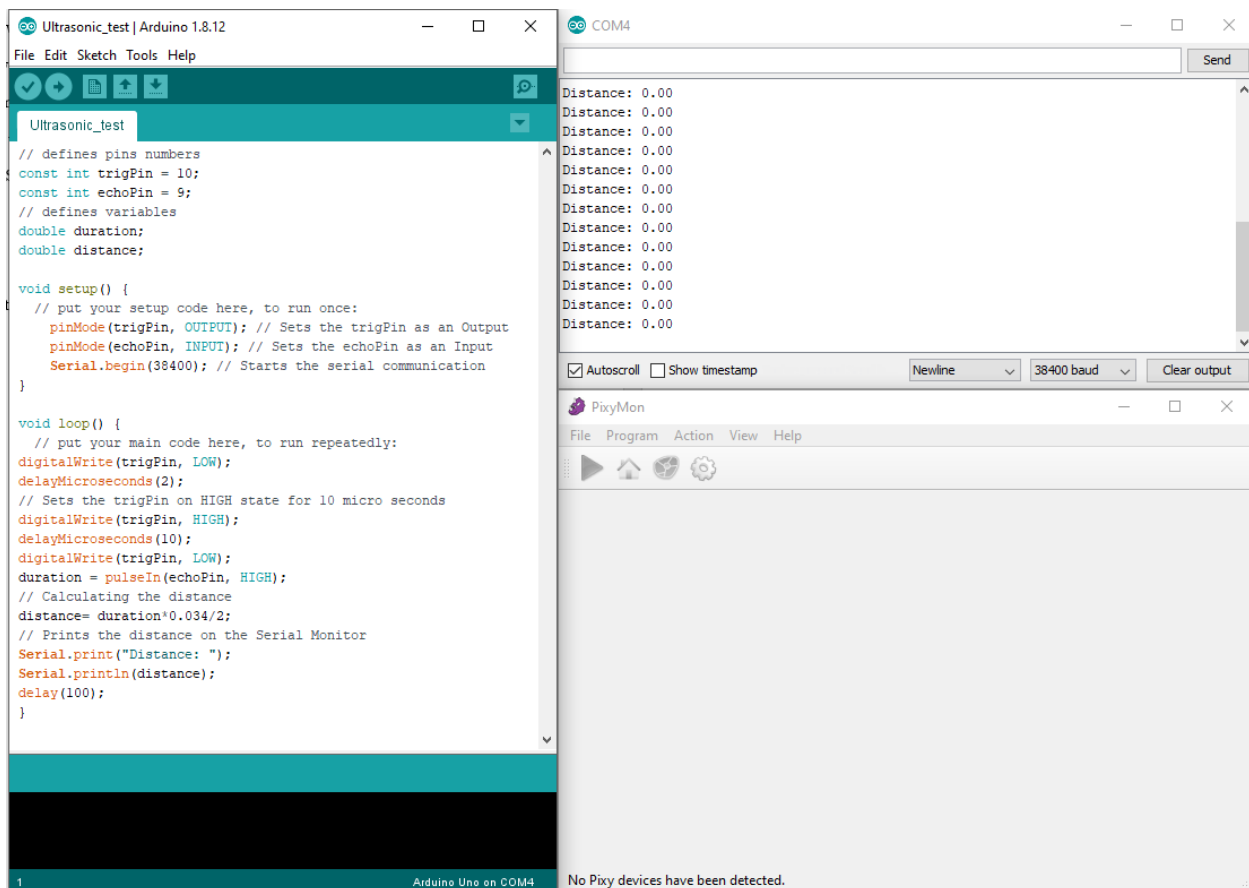 Ultrasonic_test | Arduino 1.8.12
File Edit Sketch Tools Help
Ultrasonic_test
// defines pins numbers
const int trigPin = 10;
const int echoPin = 9;
// defines variables
double duration;
double distance;
void setup() {
// put your setup code here, to run once:
pinMode(trigPin, OUTPUT); // Sets the trigPin as an Output
pinMode(echoPin, INPUT); // Sets the echoPin as an Input
Serial.begin(38400); // Starts the serial communication
}
void loop() {
// put your main code here, to run repeatedly:
digitalWrite(trigPin, LOW);
delayMicroseconds(2);
// Sets the trigPin on HIGH state for 10 micro seconds
digitalWrite(trigPin, HIGH);
delayMicroseconds(10);
digitalWrite(trigPin, LOW);
duration = pulseIn(echoPin, HIGH);
// Calculating the distance
distance= duration*0.034/2;
// Prints the distance on the Serial Monitor
Serial.print("Distance: ");
Serial.println(distance);
delay(100);
}
1
Arduino Uno on COM4
COM4
Send
Distance: 0.00
Distance: 0.00
Distance: 0.00
Distance: 0.00
Distance: 0.00
Distance: 0.00
Distance: 0.00
Distance: 0.00
Distance: 0.00
Distance: 0.00
Distance: 0.00
Distance: 0.00
Distance: 0.00
Autoscroll Show timestamp Newline 38400 baud Clear output
PixyMon
File Program Action View Help
No Pixy devices have been detected.